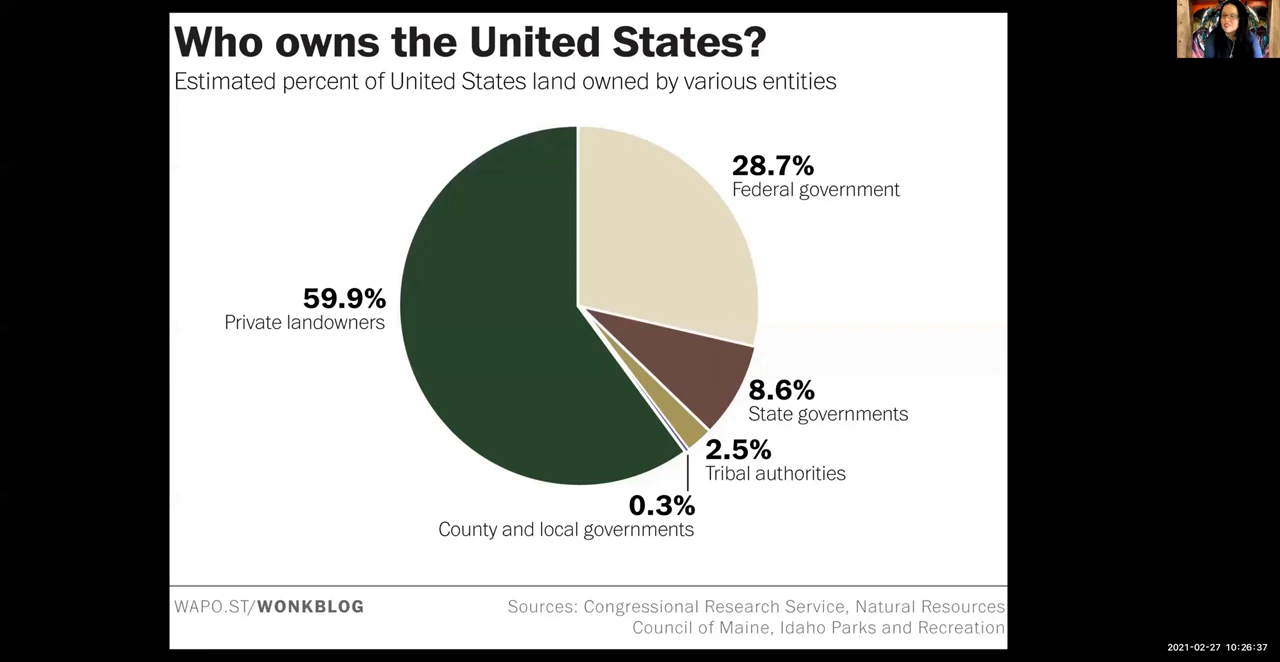 Who owns the United States?
Estimated percent of United States land owned by various entities
28.7%
Federal government
59.9%
Private landowners
8.6%
State governments
2.5%
Tribal authorities
0.3%
County and local governments
WAPO.ST/WONKBLOG
Sources: Congressional Research Service, Natural Resources
Council of Maine, Idaho Parks and Recreation
2021-02-27 10:26:37